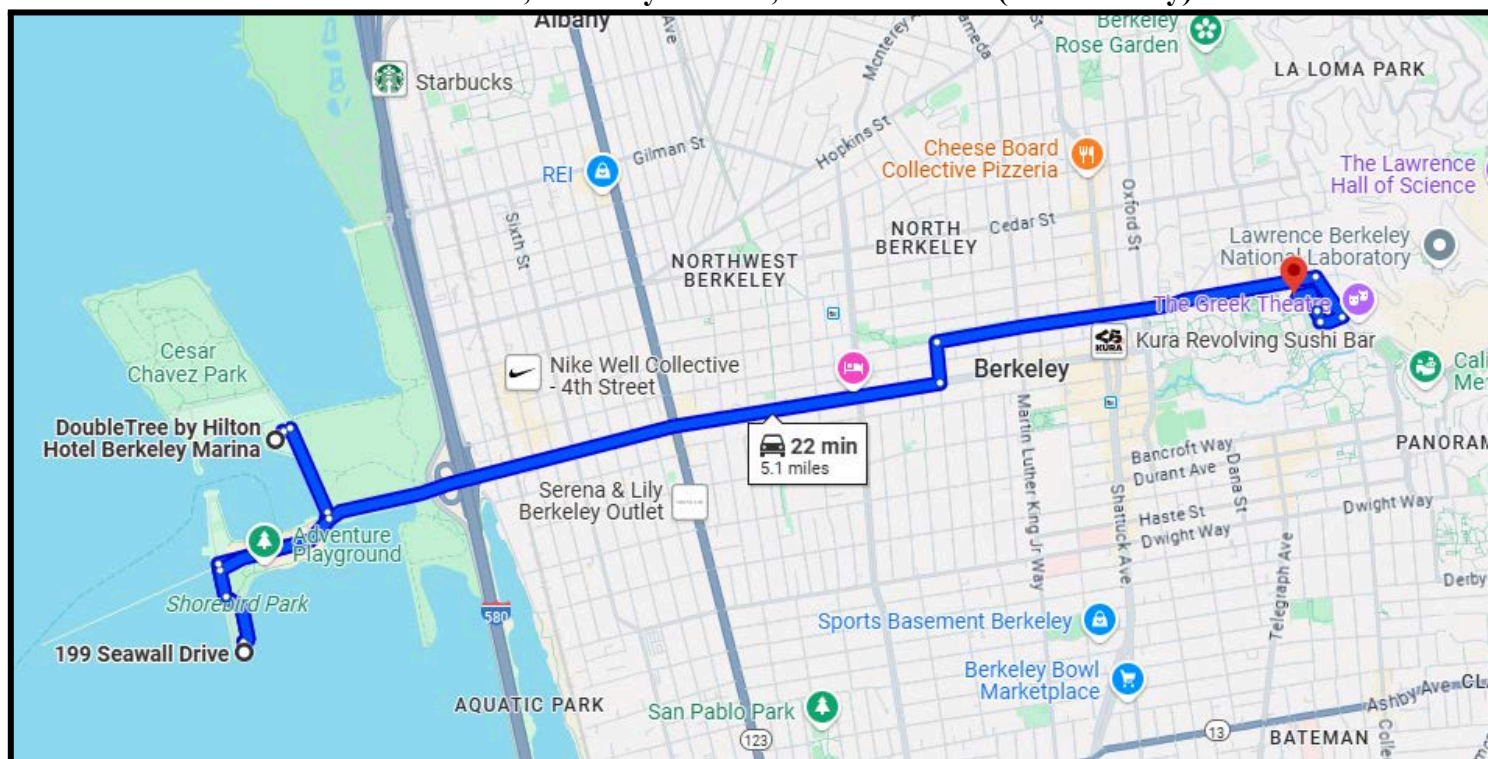 Albany
Ave
Monterey
Berkeley
Rose Garden
LA LOMA PARK
Starbucks
Gilman St
Hopkins St
REI
Cheese Board
Collective Pizzeria
The Lawrence
Hall of Science
Oxford St
Sixth St
NORTH
BERKELEY
Cedar St
Lawrence Berkeley
National Laboratory
NORTHWEST
BERKELEY
The Greek Theatre
KURA
Kura Revolving Sushi Bar
Cesar
Chavez Park
Nike Well Collective
- 4th Street
Berkeley
DoubleTree by Hilton
Hotel Berkeley Marina
22 min
5.1 miles
Martin Luther King Jr Way
Bancroft Way
Durant Ave
Dana St
PANORAM
Serena & Lily
Berkeley Outlet
Shattuck Ave
Haste St
Dwight Way
Dwight Way
Adventure
Playground
Telegraph Ave
Derby
Shorebird Park
580
Sports Basement Berkeley
199 Seawall Drive
Berkeley Bowl
Marketplace
AQUATIC PARK
San Pablo Park
Ashby Ave
CL
123
13
BATEMAN
Colle